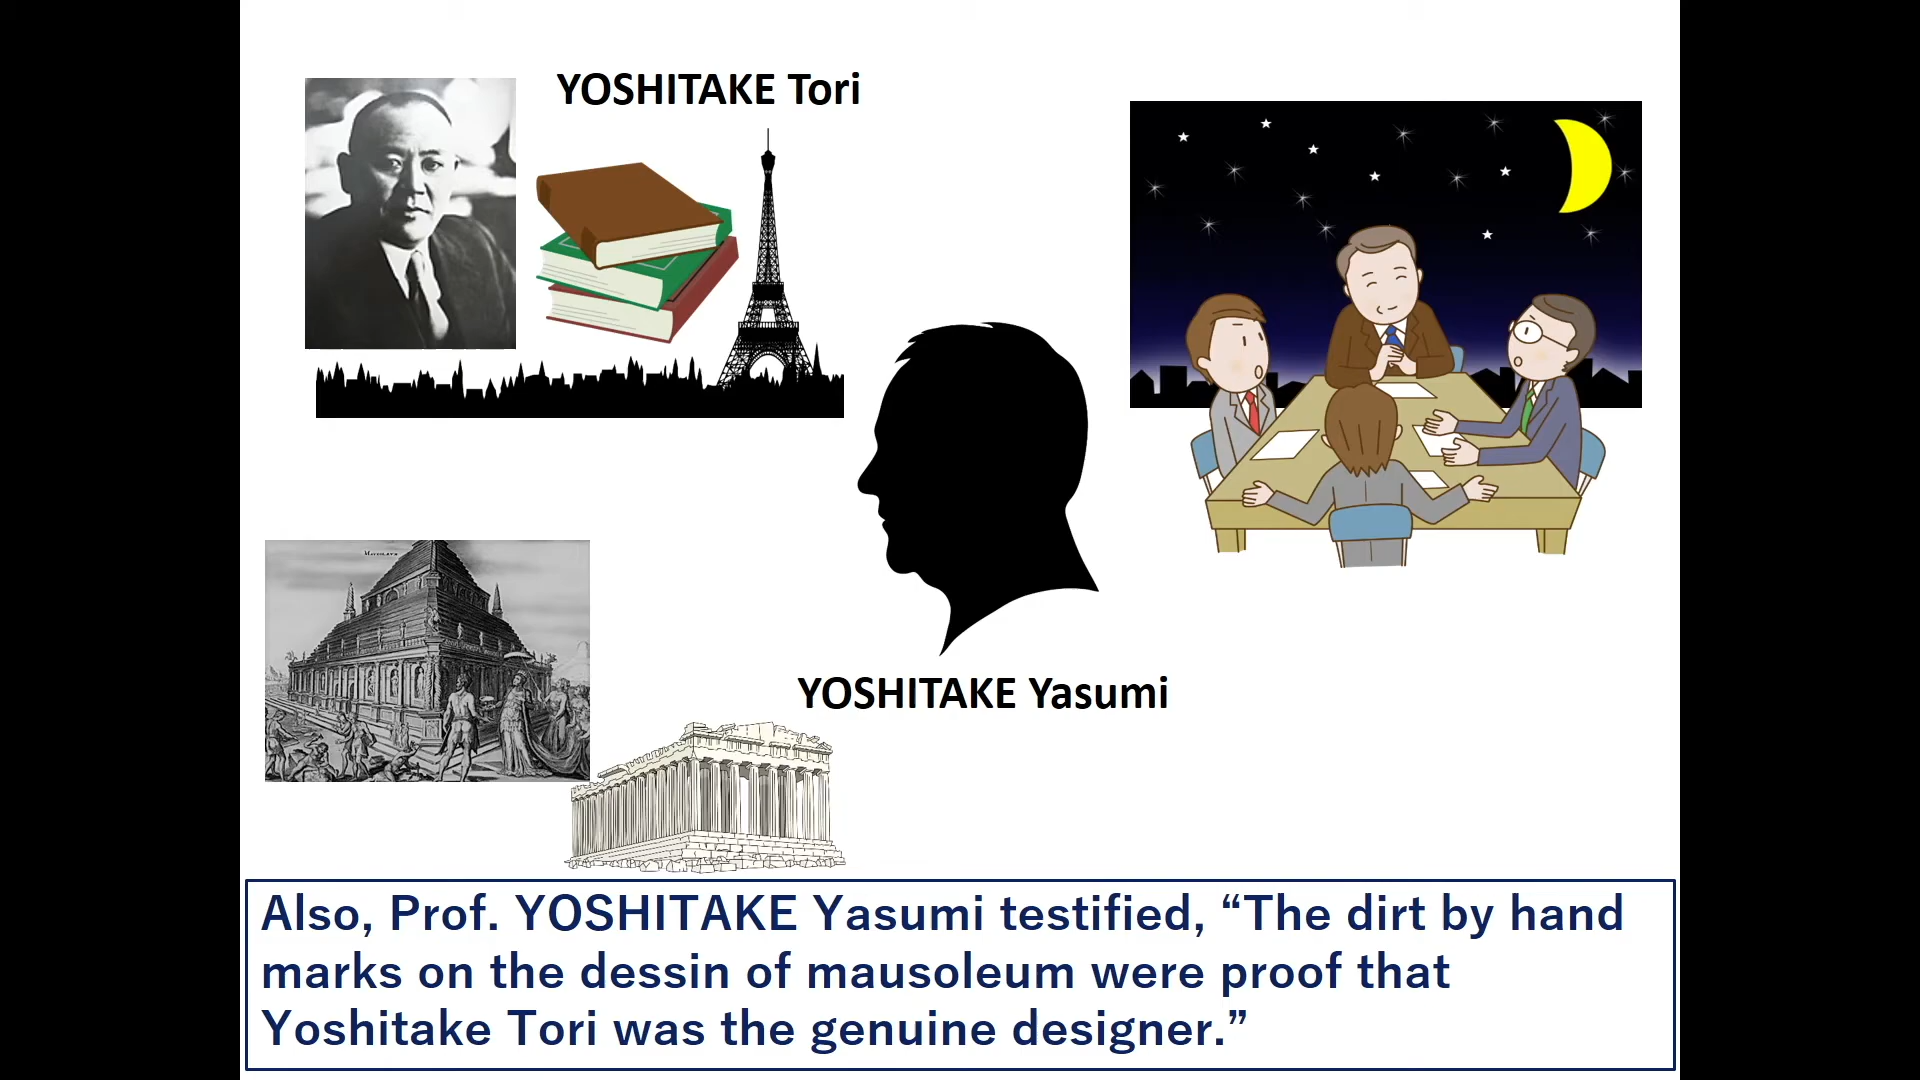 YOSHITAKE Tori
YOSHITAKE Yasumi
Also, Prof. YOSHITAKE Yasumi testified, “The dirt by hand
marks on the dessin of mausoleum were proof that
Yoshitake Tori was the genuine designer.”